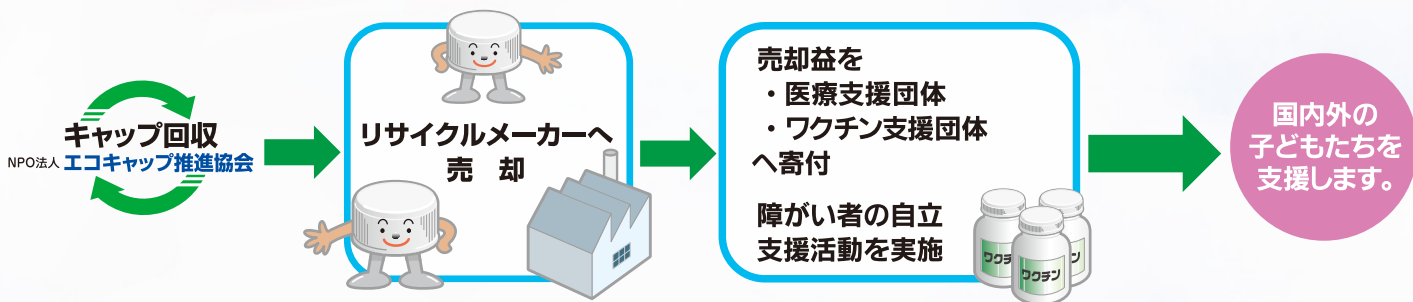 キャップ回収
NPO法人 エコキャップ推進協会
リサイクルメーカーへ
売 却
売却益を
・医療支援団体
・ワクチン支援団体
へ寄付
障がい者の自立
支援活動を実施
ワクチ
ワクチン
ン
国内外の
子どもたちを
支援します。